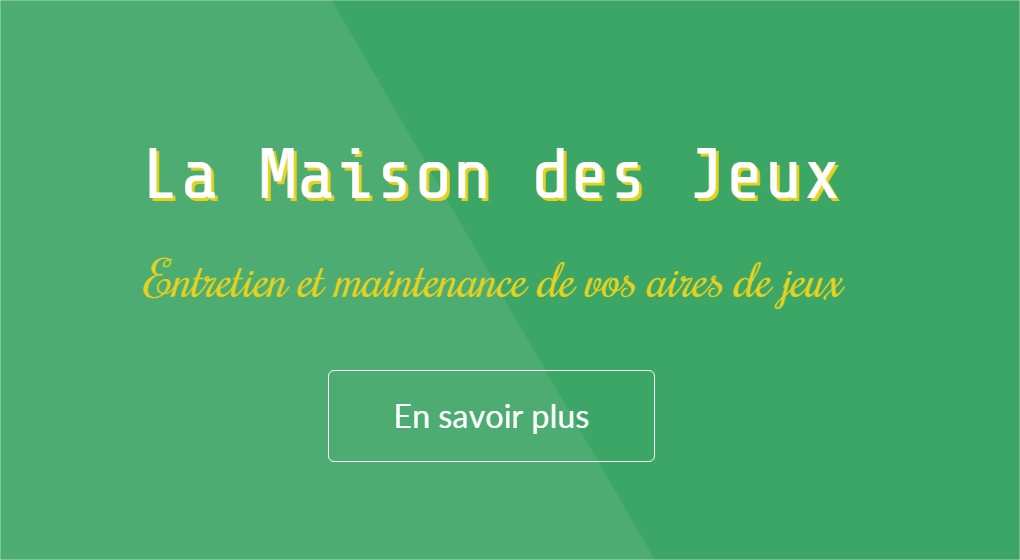 La Maison des Jeux
Entretien et maintenance de vos aires de jeux
En savoir plus